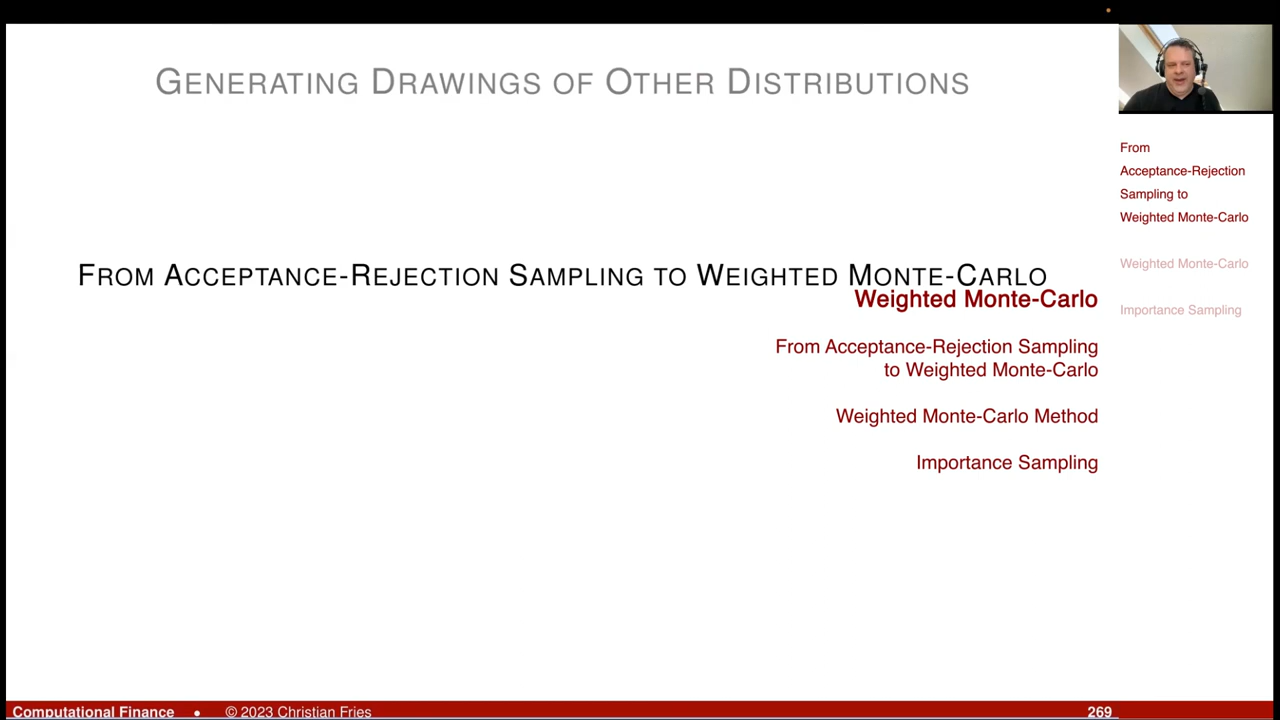 GENERATING DRAWINGS OF OTHER DISTRIBUTIONS
FROM ACCEPTANCE-REJECTION SAMPLING TO WEIGHTED MONTE-CARLO
Weighted Monte-Carlo
From Acceptance-Rejection Sampling
to Weighted Monte-Carlo
Weighted Monte-Carlo Method
Importance Sampling
From
Acceptance-Rejection
Sampling to
Weighted Monte-Carlo
Weighted Monte-Carlo
Importance Sampling
Computational Finance • © 2023 Christian Fries 269